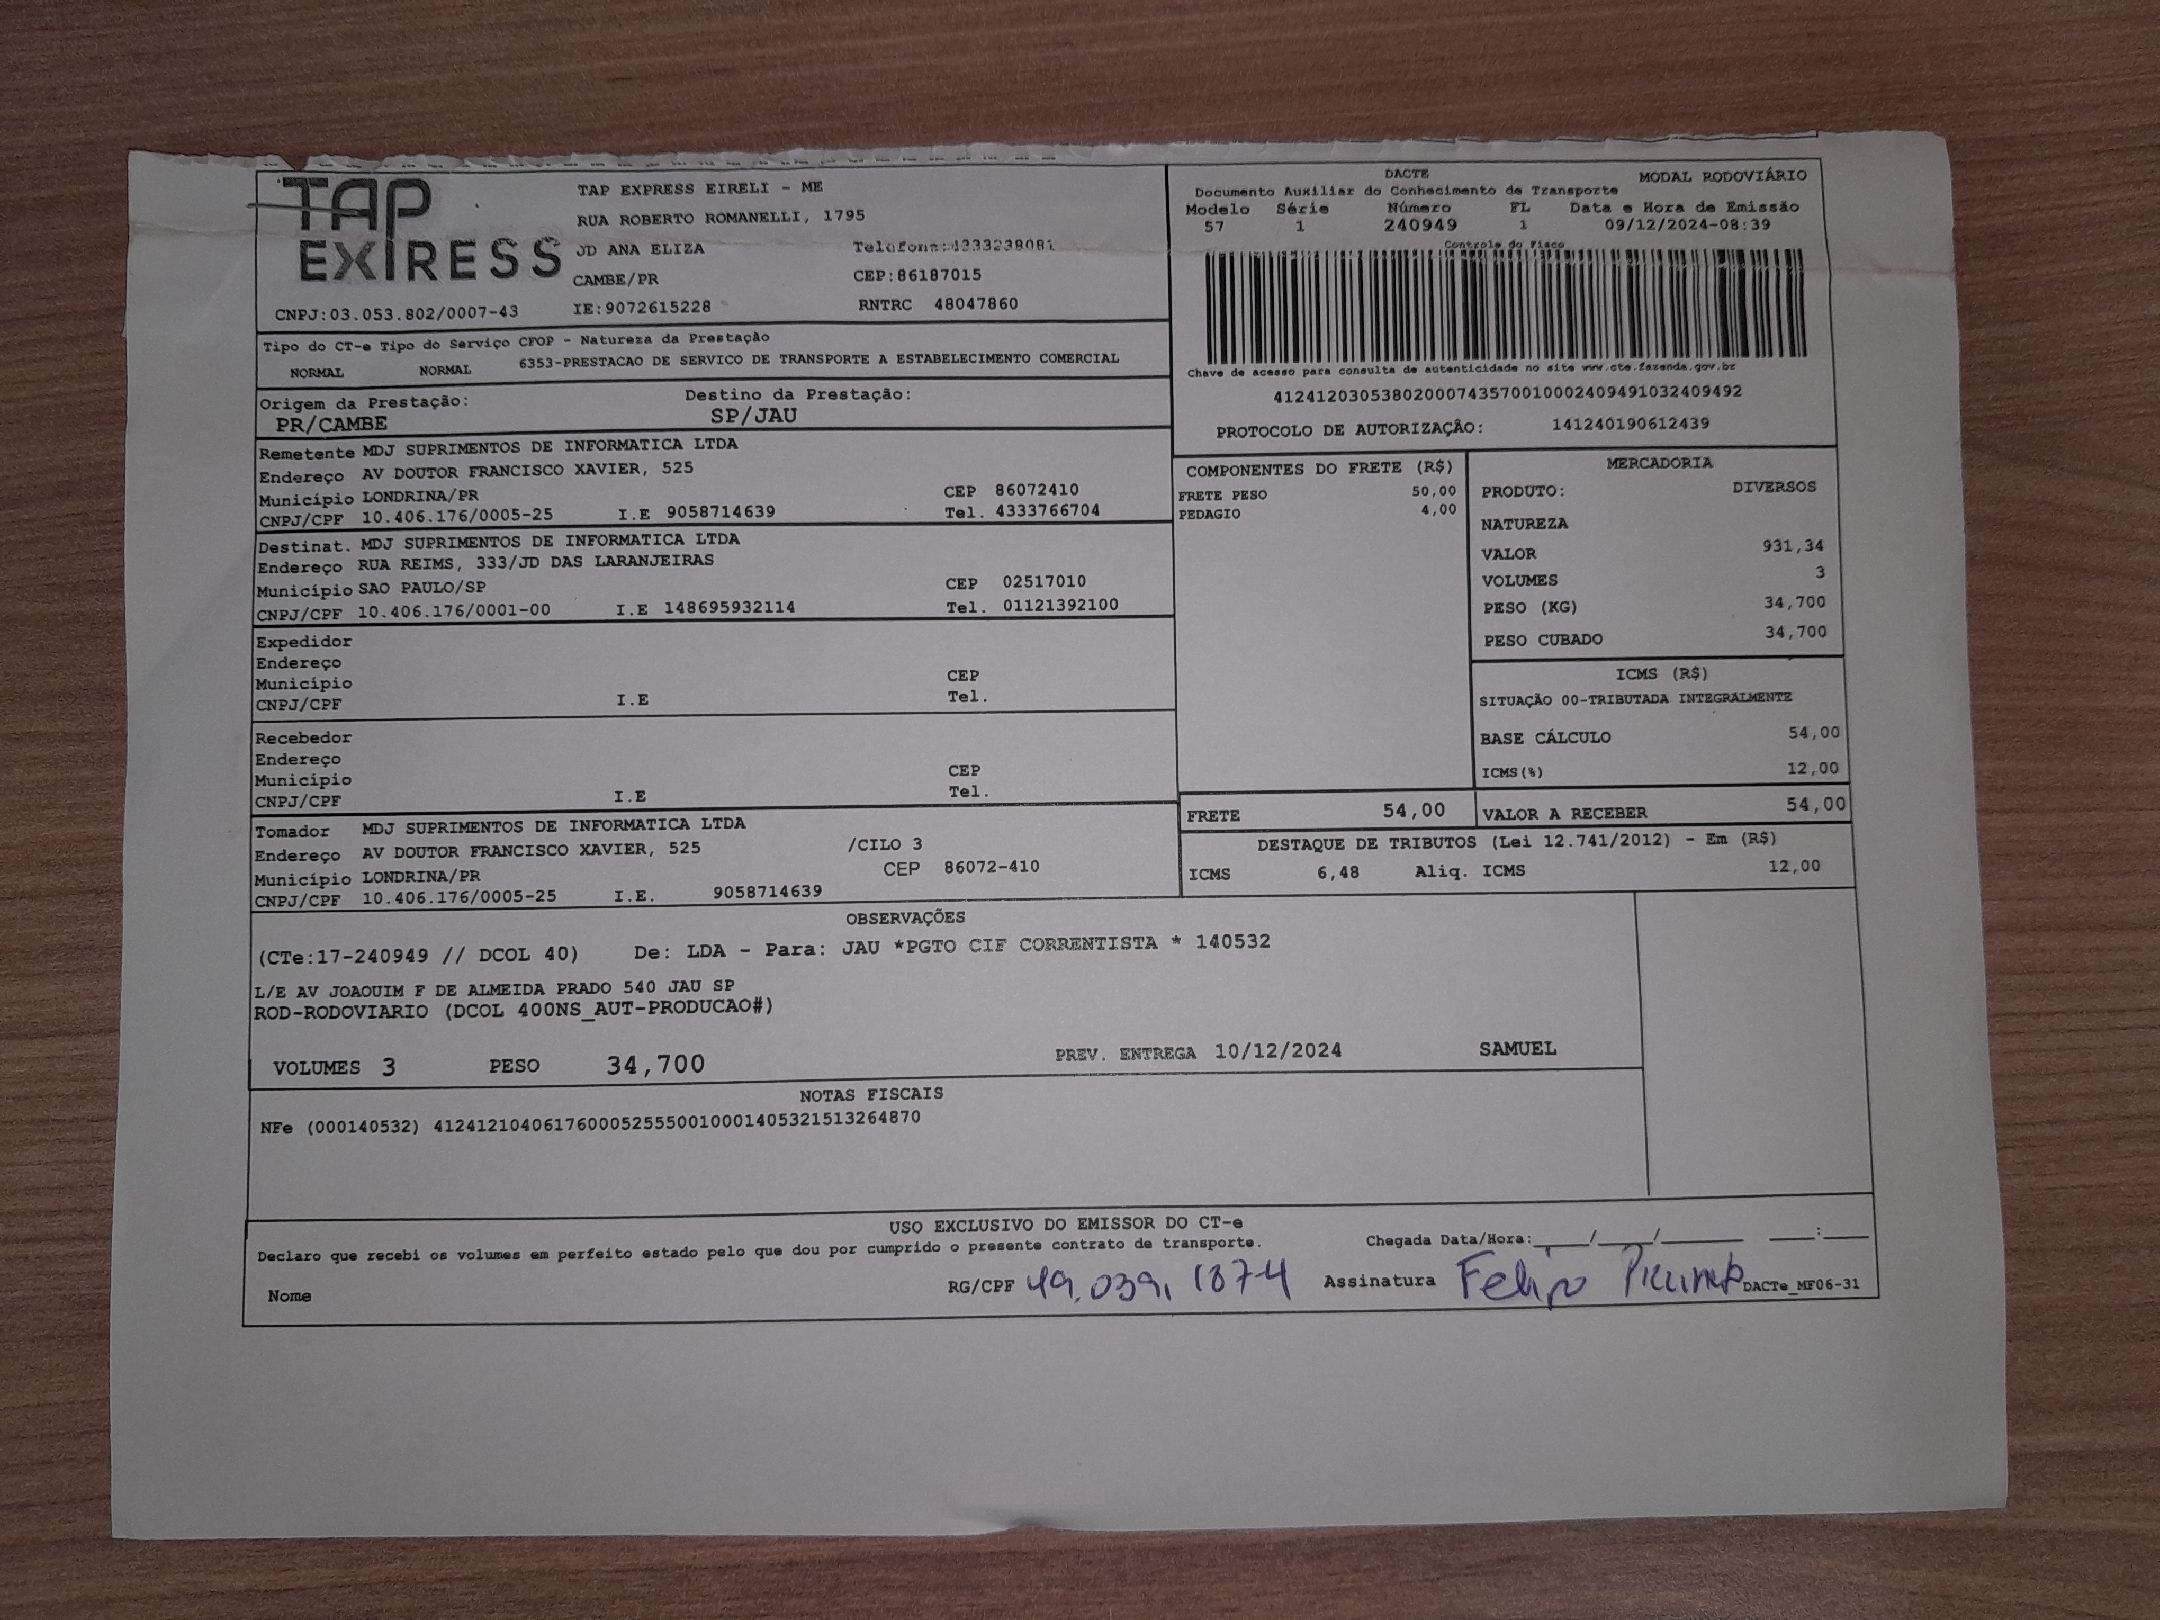 TAP
EXPRESS
TAP EXPRESS EIRELI - ME
RUA ROBERTO ROMANELLI, 1795
JD ANA ELIZA Telefone:4333238081
CAMBE/PR CEP:86187015
CNPJ:03.053.802/0007-43 IE:9072615228 RNTRC 48047860
DACTE MODAL RODOVIÁRIO
Documento Auxiliar do Conhecimento de Transporte
Modelo Série Número FL Data e Hora de Emissão
57 1 240949 1 09/12/2024-08:39
Controle do Fisco
Chave de acesso para consulta de autenticidade no site www.cte.fazenda.gov.br
41241203053802000743570010002409491032409492
PROTOCOLO DE AUTORIZAÇÃO: 141240190612439
Tipo do CT-e Tipo do Serviço CFOP - Natureza da Prestação
NORMAL NORMAL 6353-PRESTACAO DE SERVICO DE TRANSPORTE A ESTABELECIMENTO COMERCIAL
Origem da Prestação: Destino da Prestação:
PR/CAMBE SP/JAU
Remetente MDJ SUPRIMENTOS DE INFORMATICA LTDA
Endereço AV DOUTOR FRANCISCO XAVIER, 525
Município LONDRINA/PR CEP 86072410
CNPJ/CPF 10.406.176/0005-25 I.E 9058714639 Tel. 4333766704
Destinat. MDJ SUPRIMENTOS DE INFORMATICA LTDA
Endereço RUA REIMS, 333/JD DAS LARANJEIRAS
Município SAO PAULO/SP CEP 02517010
CNPJ/CPF 10.406.176/0001-00 I.E 148695932114 Tel. 01121392100
Expedidor
Endereço
Município CEP
CNPJ/CPF I.E Tel.
Recebedor
Endereço
Município CEP
CNPJ/CPF I.E Tel.
Tomador MDJ SUPRIMENTOS DE INFORMATICA LTDA
Endereço AV DOUTOR FRANCISCO XAVIER, 525 /CILO 3
Município LONDRINA/PR CEP 86072-410
CNPJ/CPF 10.406.176/0005-25 I.E. 9058714639
COMPONENTES DO FRETE (R$)
FRETE PESO 50,00
PEDAGIO 4,00
MERCADORIA
PRODUTO: DIVERSOS
NATUREZA
VALOR 931,34
VOLUMES 3
PESO (KG) 34,700
PESO CUBADO 34,700
ICMS (R$)
SITUAÇÃO 00-TRIBUTADA INTEGRALMENTE
BASE CÁLCULO 54,00
ICMS(%) 12,00
FRETE 54,00 VALOR A RECEBER 54,00
DESTAQUE DE TRIBUTOS (Lei 12.741/2012) - Em (R$)
ICMS 6,48 Aliq. ICMS 12,00
OBSERVAÇÕES
(CTe:17-240949 // DCOL 40) De: LDA - Para: JAU *PGTO CIF CORRENTISTA * 140532
L/E AV JOAOUIM F DE ALMEIDA PRADO 540 JAU SP
ROD-RODOVIARIO (DCOL 400NS_AUT-PRODUCAO#)
VOLUMES 3 PESO 34,700 PREV. ENTREGA 10/12/2024 SAMUEL
NOTAS FISCAIS
NFe (000140532) 41241210406176000525550010001405321513264870
USO EXCLUSIVO DO EMISSOR DO CT-e
Declaro que recebi os volumes em perfeito estado pelo que dou por cumprido o presente contrato de transporte. Chegada Data/Hora:____/____/______ ___:___
Nome RG/CPF 49.039.187-4 Assinatura Felipe DACTe_MF06-31